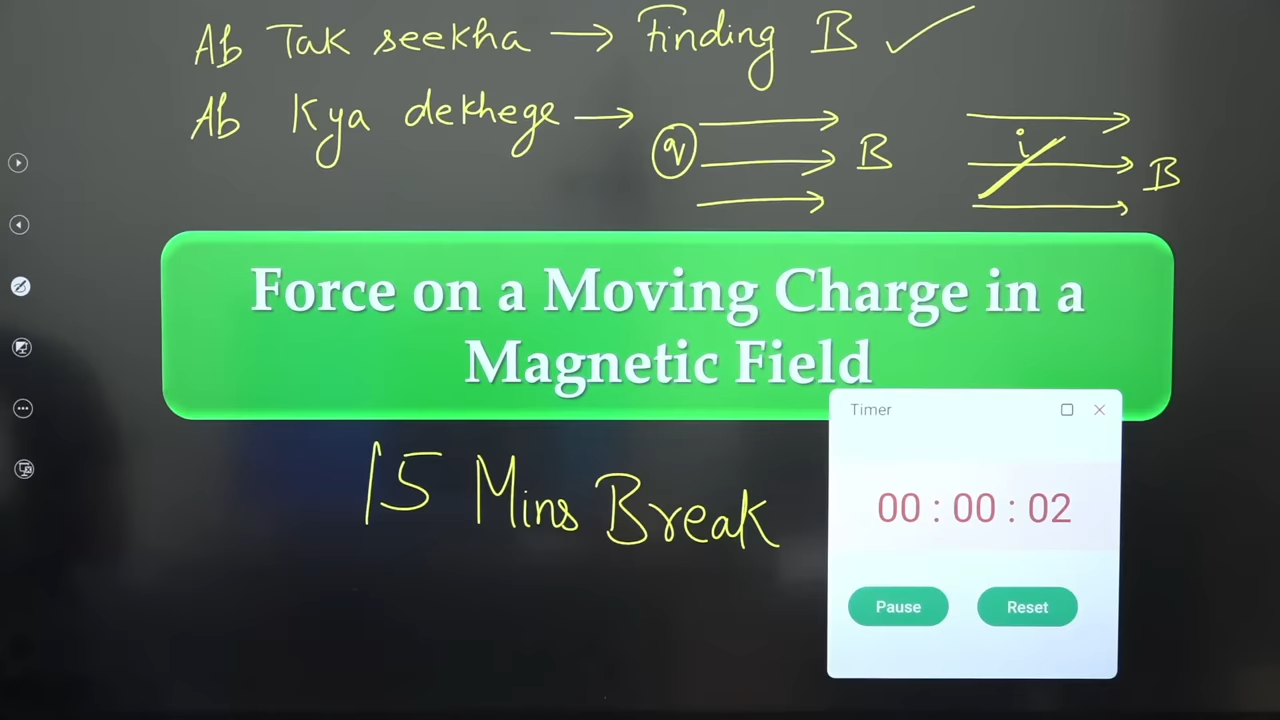 Ab Tak seekha → Finding B ✓
Ab Kya dekhege → q B i B
Force on a Moving Charge in a
Magnetic Field
15 Mins Break
Timer
00 : 00 : 02
Pause Reset